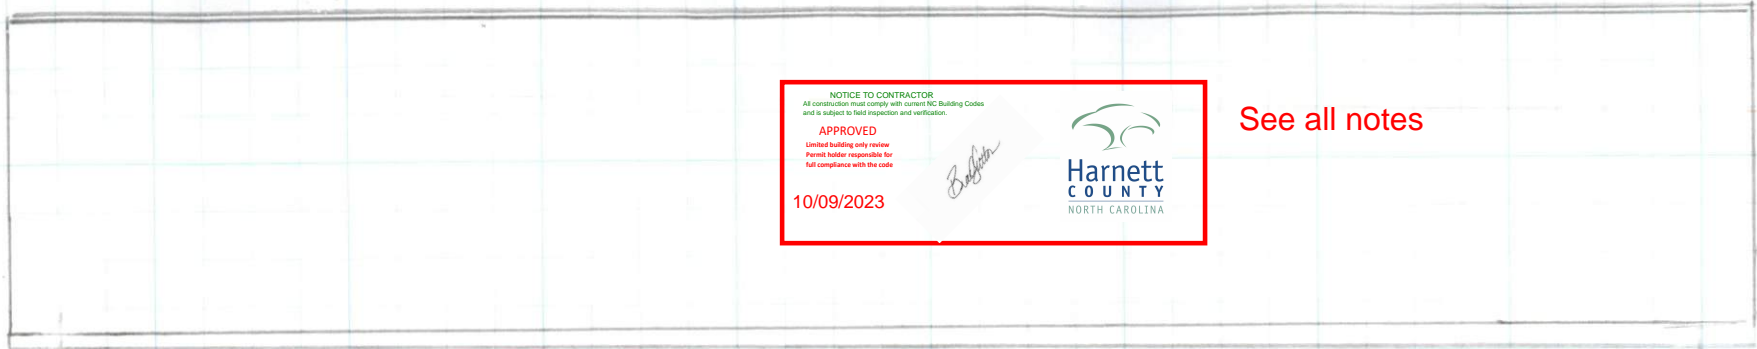 NOTICE TO CONTRACTOR
All construction must comply with current NC Building Codes
and is subject to field inspection and verification.
APPROVED
Limited building only review
Permit holder responsible for
full compliance with the code
10/09/2023
Harnett
COUNTY
NORTH CAROLINA
See all notes